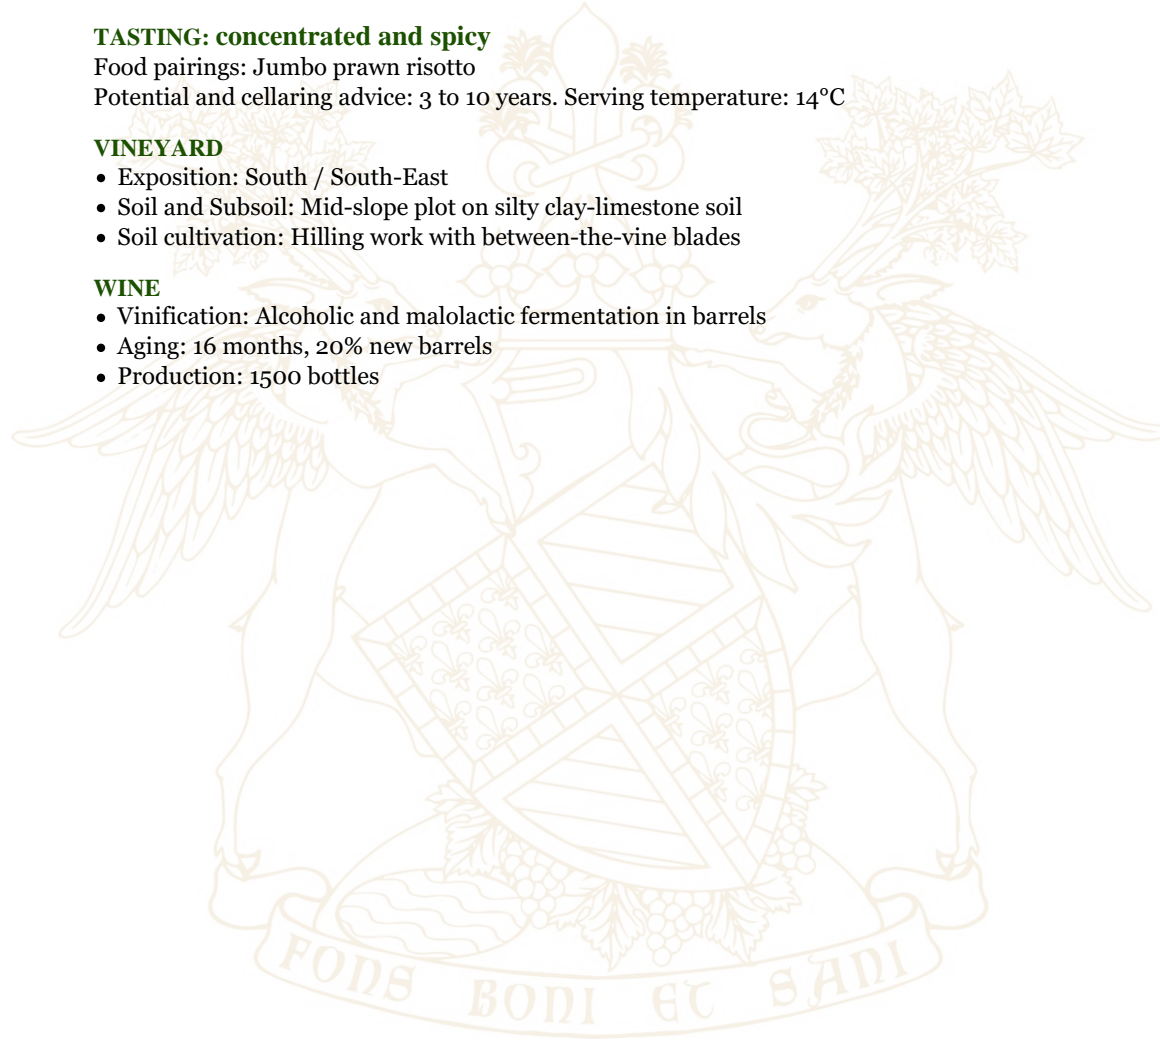 TASTING: concentrated and spicy
Food pairings: Jumbo prawn risotto
Potential and cellaring advice: 3 to 10 years. Serving temperature: 14°C
VINEYARD
• Exposition: South / South-East
• Soil and Subsoil: Mid-slope plot on silty clay-limestone soil
• Soil cultivation: Hilling work with between-the-vine blades
WINE
• Vinification: Alcoholic and malolactic fermentation in barrels
• Aging: 16 months, 20% new barrels
• Production: 1500 bottles
FONS BONI ET SANI